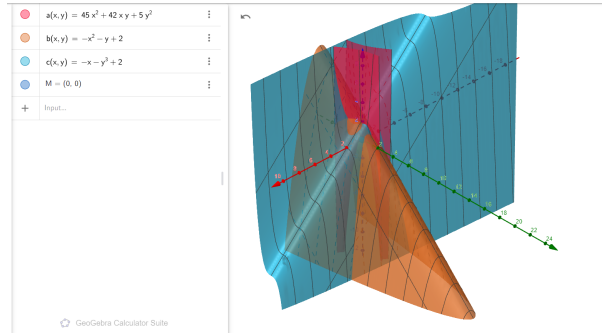 a(x, y) = 45 x² + 42 x y + 5 y²
b(x, y) = −x² − y + 2
c(x, y) = −x − y³ + 2
M = (0, 0)
+ Input...
GeoGebra Calculator Suite
18
20
22
24